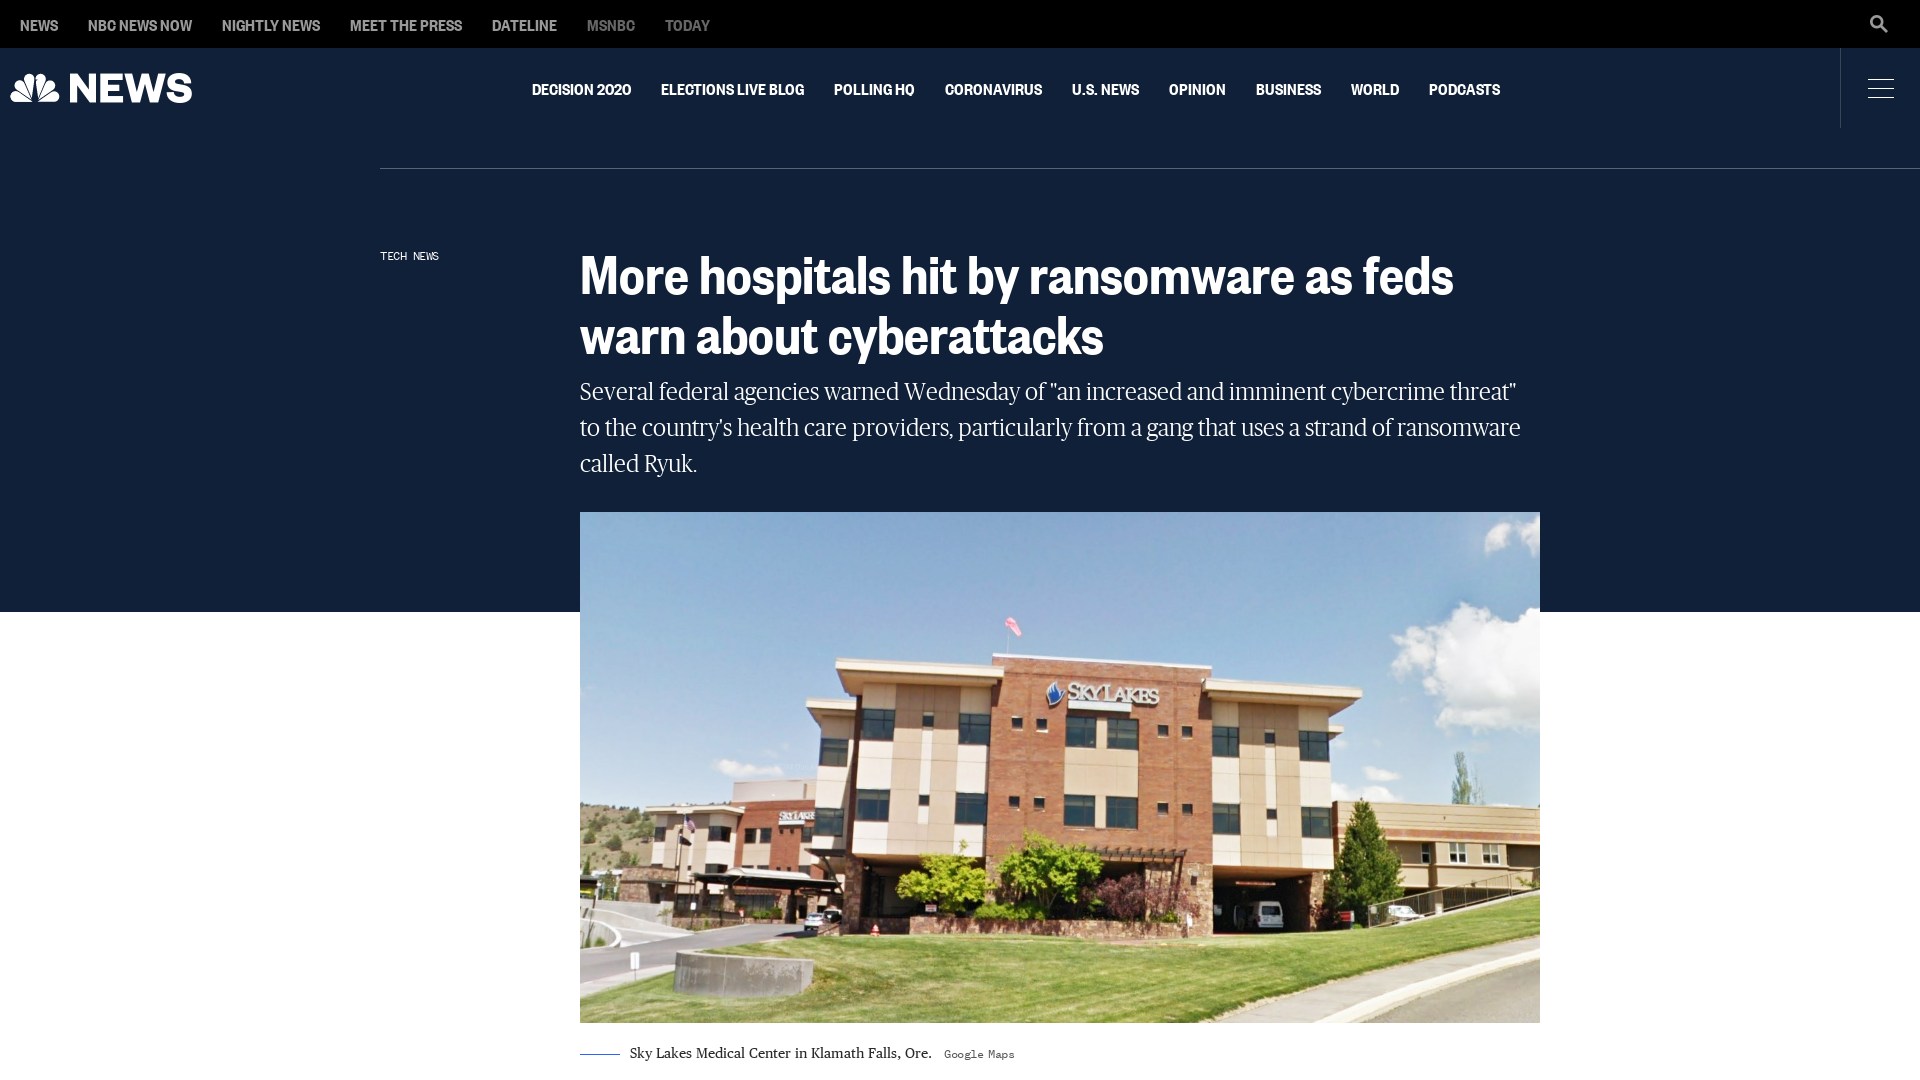 NEWS NBC NEWS NOW NIGHTLY NEWS MEET THE PRESS DATELINE MSNBC TODAY
NEWS DECISION 2020 ELECTIONS LIVE BLOG POLLING HQ CORONAVIRUS U.S. NEWS OPINION BUSINESS WORLD PODCASTS
TECH NEWS
More hospitals hit by ransomware as feds
warn about cyberattacks
Several federal agencies warned Wednesday of "an increased and imminent cybercrime threat"
to the country's health care providers, particularly from a gang that uses a strand of ransomware
called Ryuk.
SKY LAKES
SKY LAKES
Sky Lakes Medical Center in Klamath Falls, Ore. Google Maps